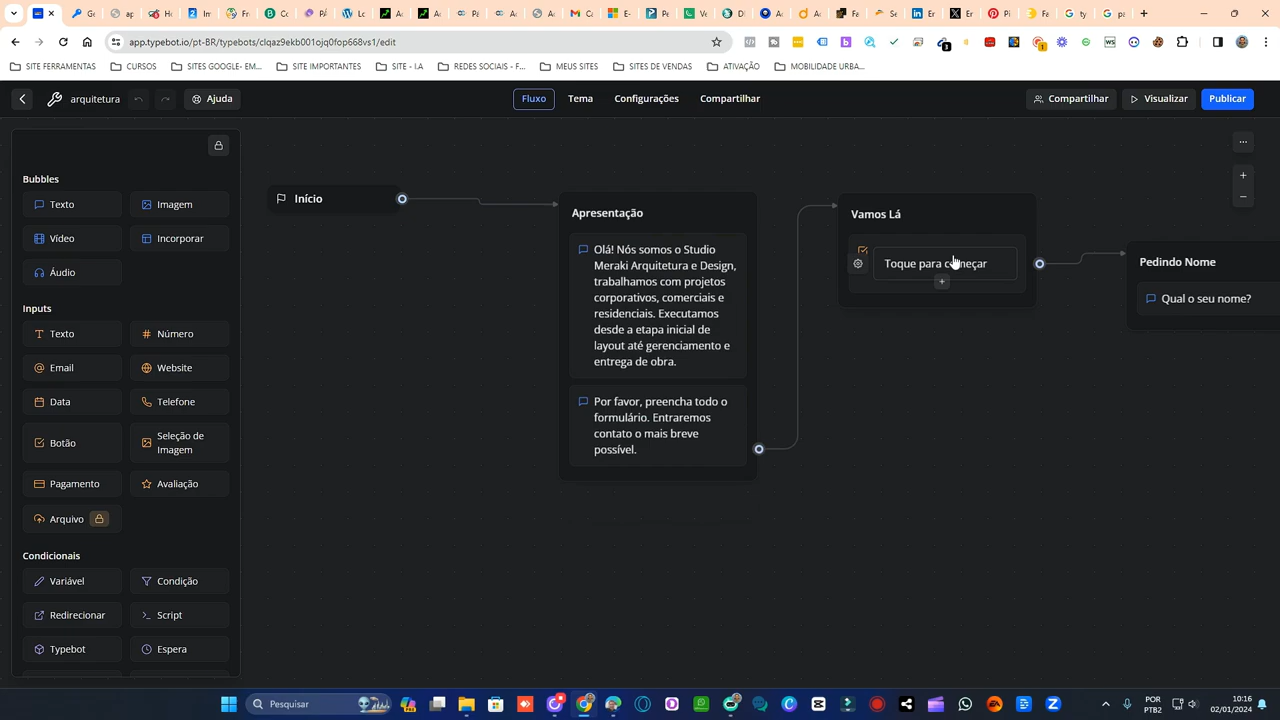 app.typebot.io/pt-BR/typebots/clqaz9ekb001ojq0fop668vs1/edit
SITE FERRAMENTAS
CURSOS
SITES GOOGLE- EM...
SITE IMPORTANTES
SITE - I.A
REDES SOCIAIS - F...
MEUS SITES
SITES DE VENDAS
ATIVAÇÃO
MOBILIDADE URBA...
arquitetura
Ajuda
Fluxo
Tema
Configurações
Compartilhar
Compartilhar
Visualizar
Publicar
Bubbles
Texto
Imagem
Vídeo
Incorporar
Áudio
Inputs
Texto
Número
Email
Website
Data
Telefone
Botão
Seleção de
Imagem
Pagamento
Avaliação
Arquivo
Condicionais
Variável
Condição
Redirecionar
Script
Typebot
Espera
Início
Apresentação
Olá! Nós somos o Studio
Meraki Arquitetura e Design,
trabalhamos com projetos
corporativos, comerciais e
residenciais. Executamos
desde a etapa inicial de
layout até gerenciamento e
entrega de obra.
Por favor, preencha todo o
formulário. Entraremos
contato o mais breve
possível.
Vamos Lá
Toque para começar
Pedindo Nome
Qual o seu nome?
Pesquisar
POR
PTB2
10:16
02/01/2024